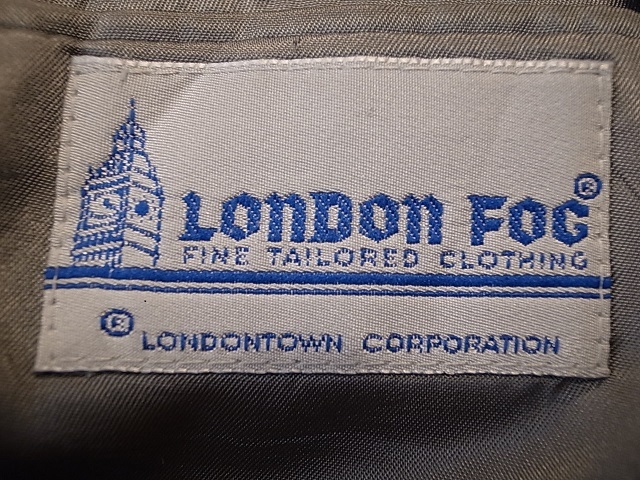 LONDON FOG®
FINE TAILORED CLOTHING
® LONDONTOWN CORPORATION